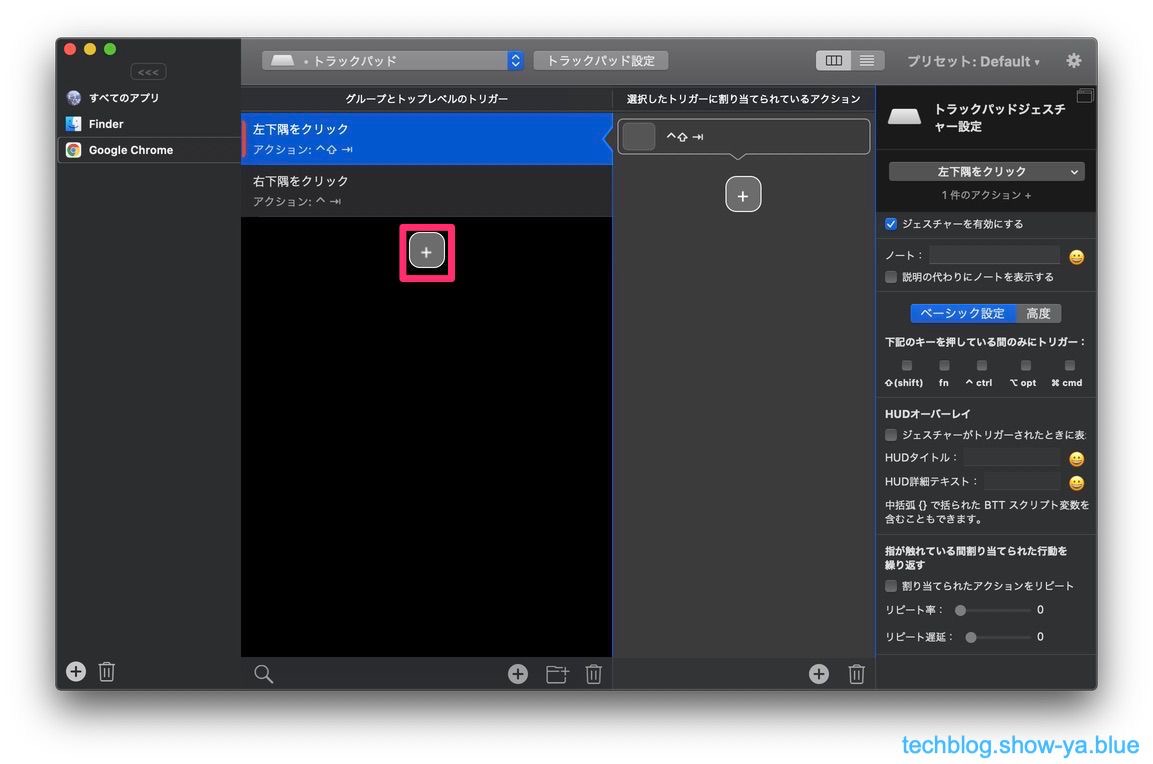 <<<
すべてのアプリ
Finder
Google Chrome
• トラックパッド
トラックパッド設定
プリセット: Default ▾
グループとトップレベルのトリガー
左下隅をクリック
アクション: ^⇧ ⇥
右下隅をクリック
アクション: ^ ⇥
+
選択したトリガーに割り当てられているアクション
^⇧ ⇥
+
トラックパッドジェスチ
ャー設定
左下隅をクリック
1 件のアクション +
ジェスチャーを有効にする
ノート:
説明の代わりにノートを表示する
ベーシック設定
高度
下記のキーを押している間のみにトリガー:
⇧(shift) fn ^ ctrl ⌥ opt ⌘ cmd
HUDオーバーレイ
ジェスチャーがトリガーされたときに表
HUDタイトル:
HUD詳細テキスト:
中括弧 {} で括られた BTT スクリプト変数を
含むこともできます。
指が触れている間割り当てられた行動を
繰り返す
割り当てられたアクションをリピート
リピート率: 0
リピート遅延: 0
techblog.show-ya.blue